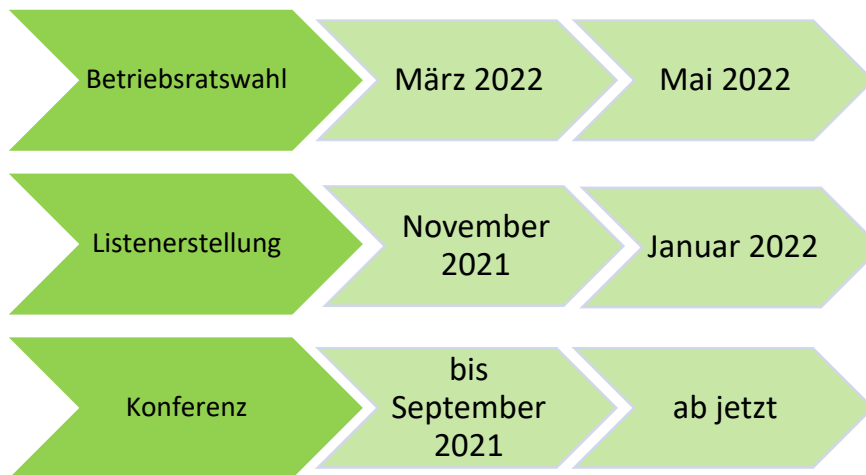 Betriebsratswahl
März 2022
Mai 2022
Listenerstellung
November
2021
Januar 2022
Konferenz
bis
September
2021
ab jetzt